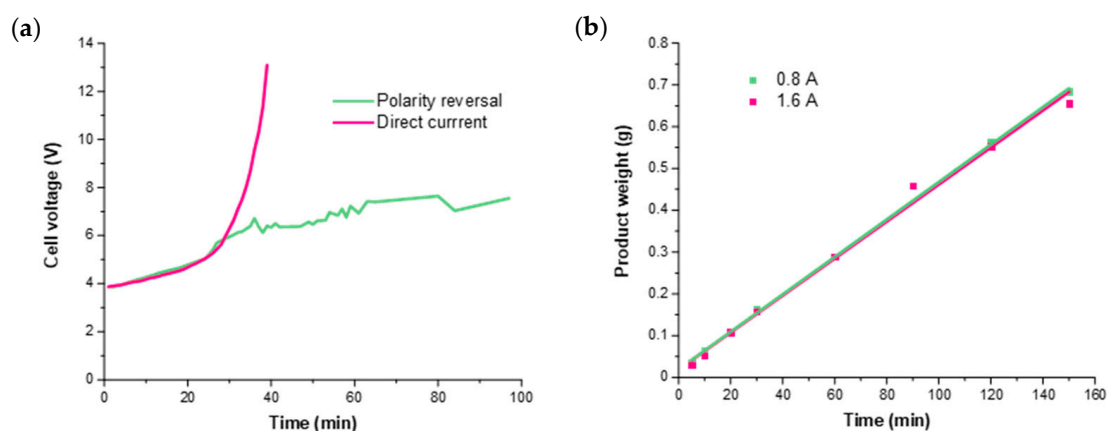 (a)
14
12
10
8
6
4
2
0
Cell voltage (V)
Polarity reversal
Direct currrent
0 20 40 60 80 100
Time (min)
(b)
0.8
0.7
0.6
0.5
0.4
0.3
0.2
0.1
0
Product weight (g)
0.8 A
1.6 A
0 20 40 60 80 100 120 140 160
Time (min)